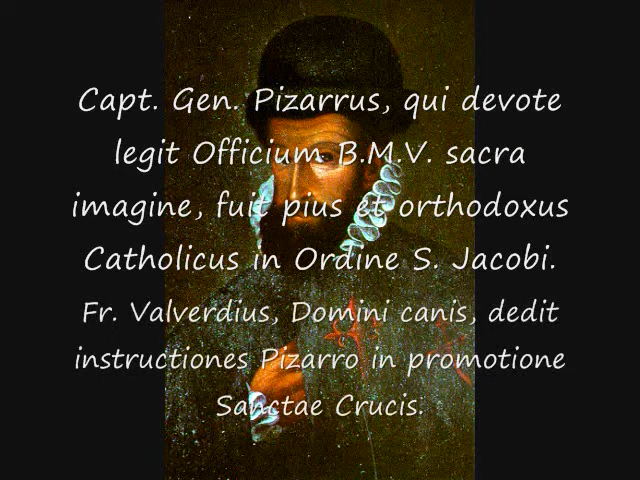 Capt. Gen. Pizarrus, qui devote
legit Officium B.M.V. sacra
imagine, fuit pius et orthodoxus
Catholicus in Ordine S. Jacobi.
Fr. Valverdius, Domini canis, dedit
instructiones Pizarro in promotione
Sanctae Crucis.